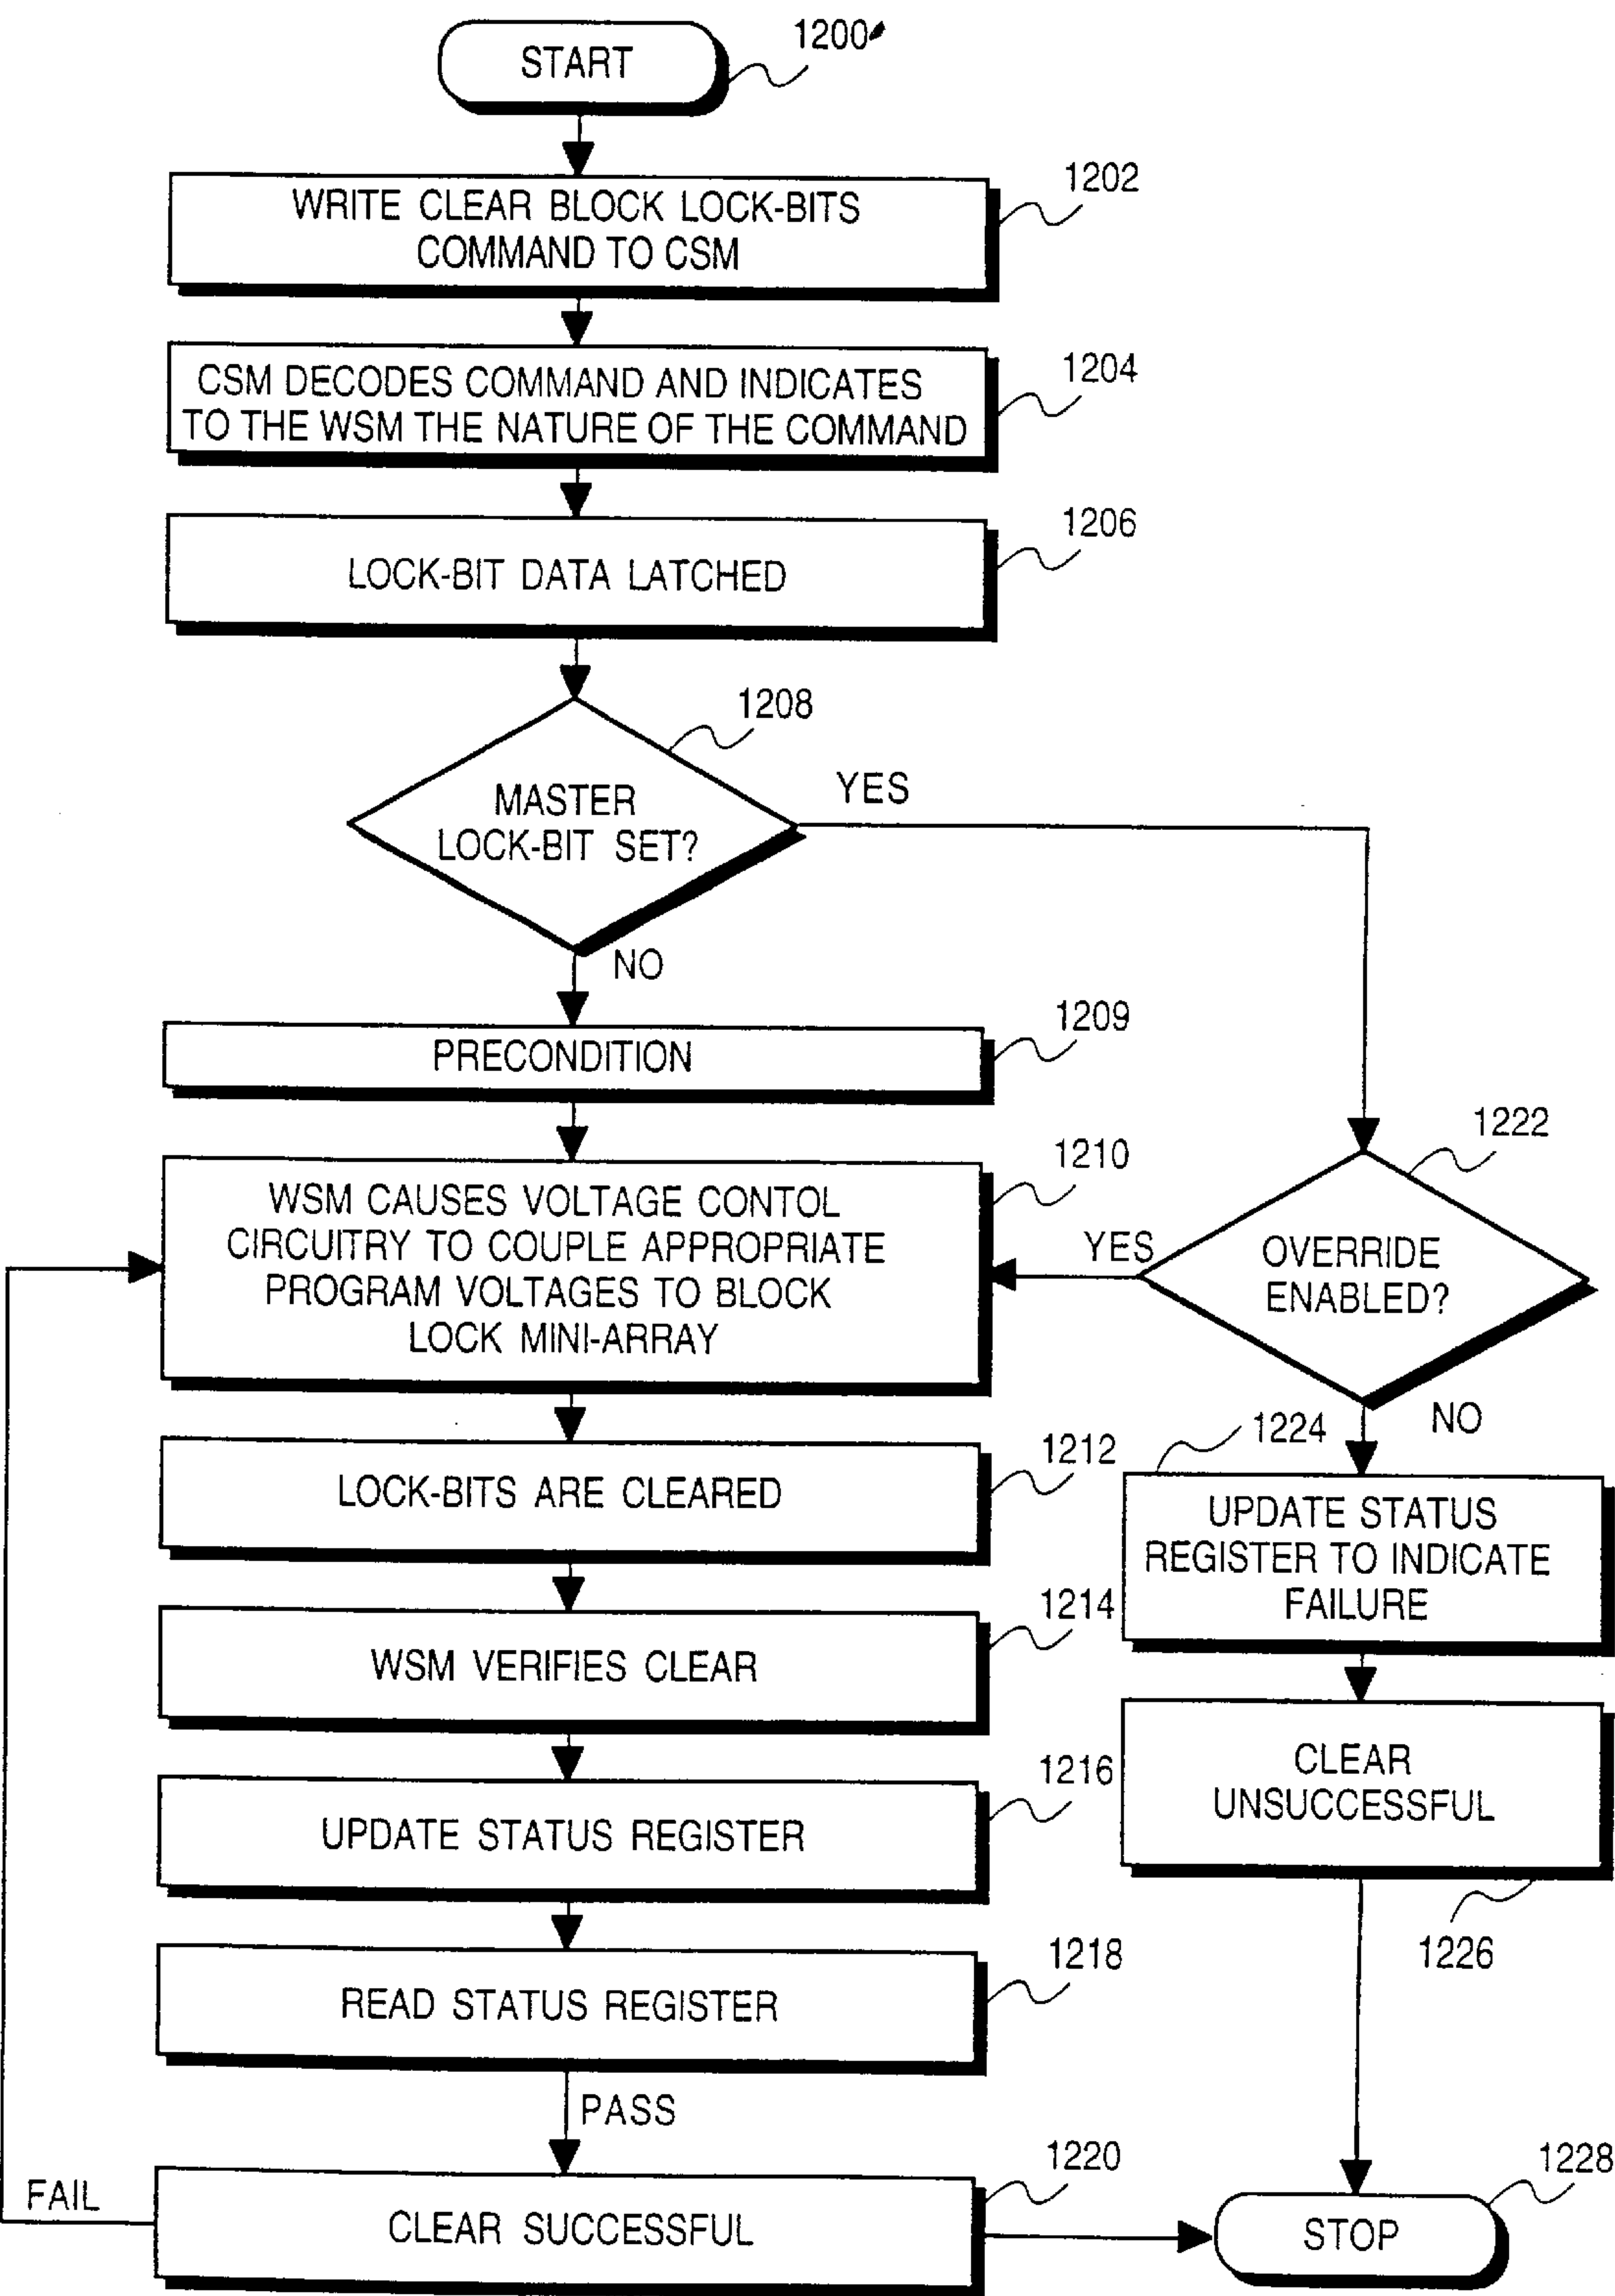 START
1200
WRITE CLEAR BLOCK LOCK-BITS
COMMAND TO CSM
1202
CSM DECODES COMMAND AND INDICATES
TO THE WSM THE NATURE OF THE COMMAND
1204
LOCK-BIT DATA LATCHED
1206
MASTER
LOCK-BIT SET?
1208
YES
NO
PRECONDITION
1209
WSM CAUSES VOLTAGE CONTOL
CIRCUITRY TO COUPLE APPROPRIATE
PROGRAM VOLTAGES TO BLOCK
LOCK MINI-ARRAY
1210
YES
OVERRIDE
ENABLED?
1222
NO
LOCK-BITS ARE CLEARED
1212
1224
UPDATE STATUS
REGISTER TO INDICATE
FAILURE
WSM VERIFIES CLEAR
1214
CLEAR
UNSUCCESSFUL
1226
UPDATE STATUS REGISTER
1216
READ STATUS REGISTER
1218
PASS
FAIL
CLEAR SUCCESSFUL
1220
STOP
1228